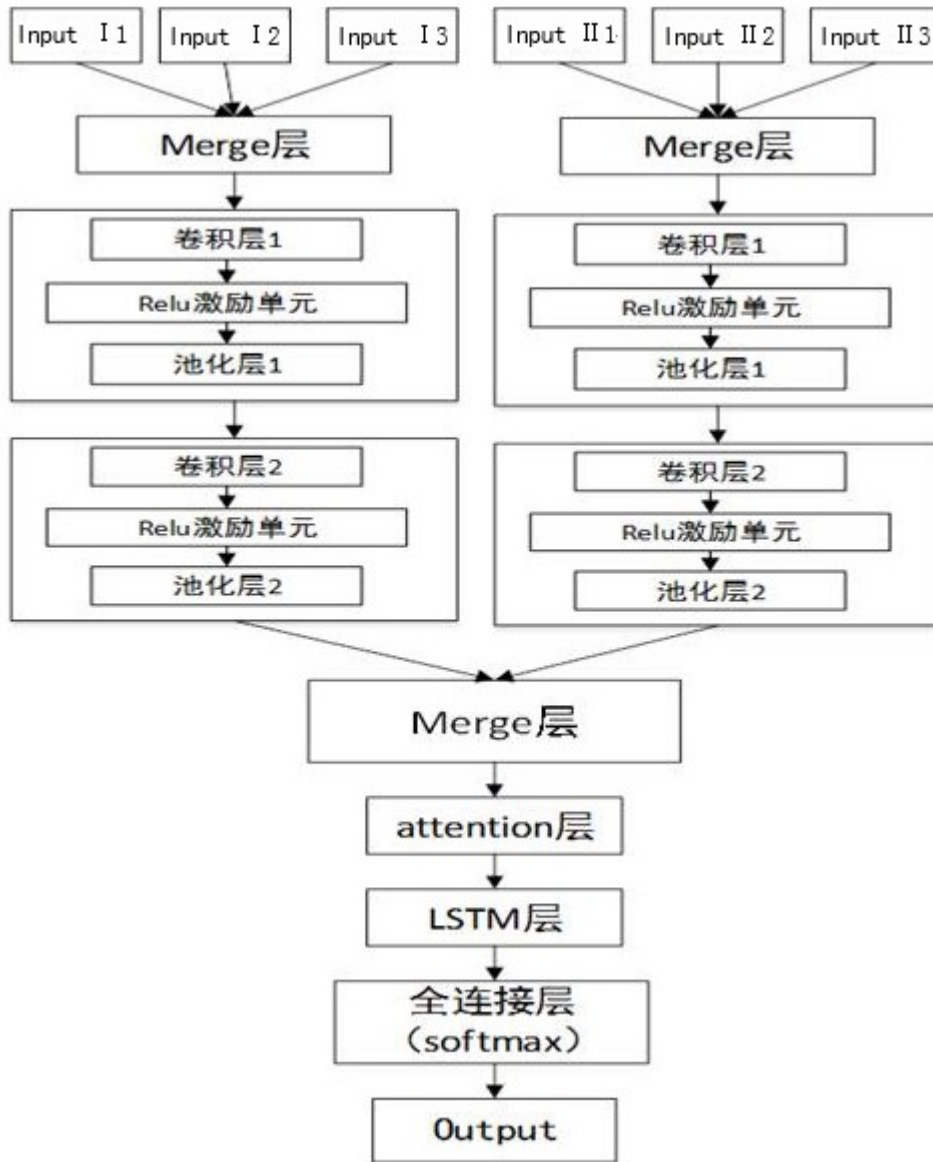 Input Ⅰ1
Input Ⅰ2
Input Ⅰ3
Input Ⅱ1
Input Ⅱ2
Input Ⅱ3
Merge层
Merge层
卷积层1
Relu激励单元
池化层1
卷积层1
Relu激励单元
池化层1
卷积层2
Relu激励单元
池化层2
卷积层2
Relu激励单元
池化层2
Merge层
attention层
LSTM层
全连接层
（softmax）
Output